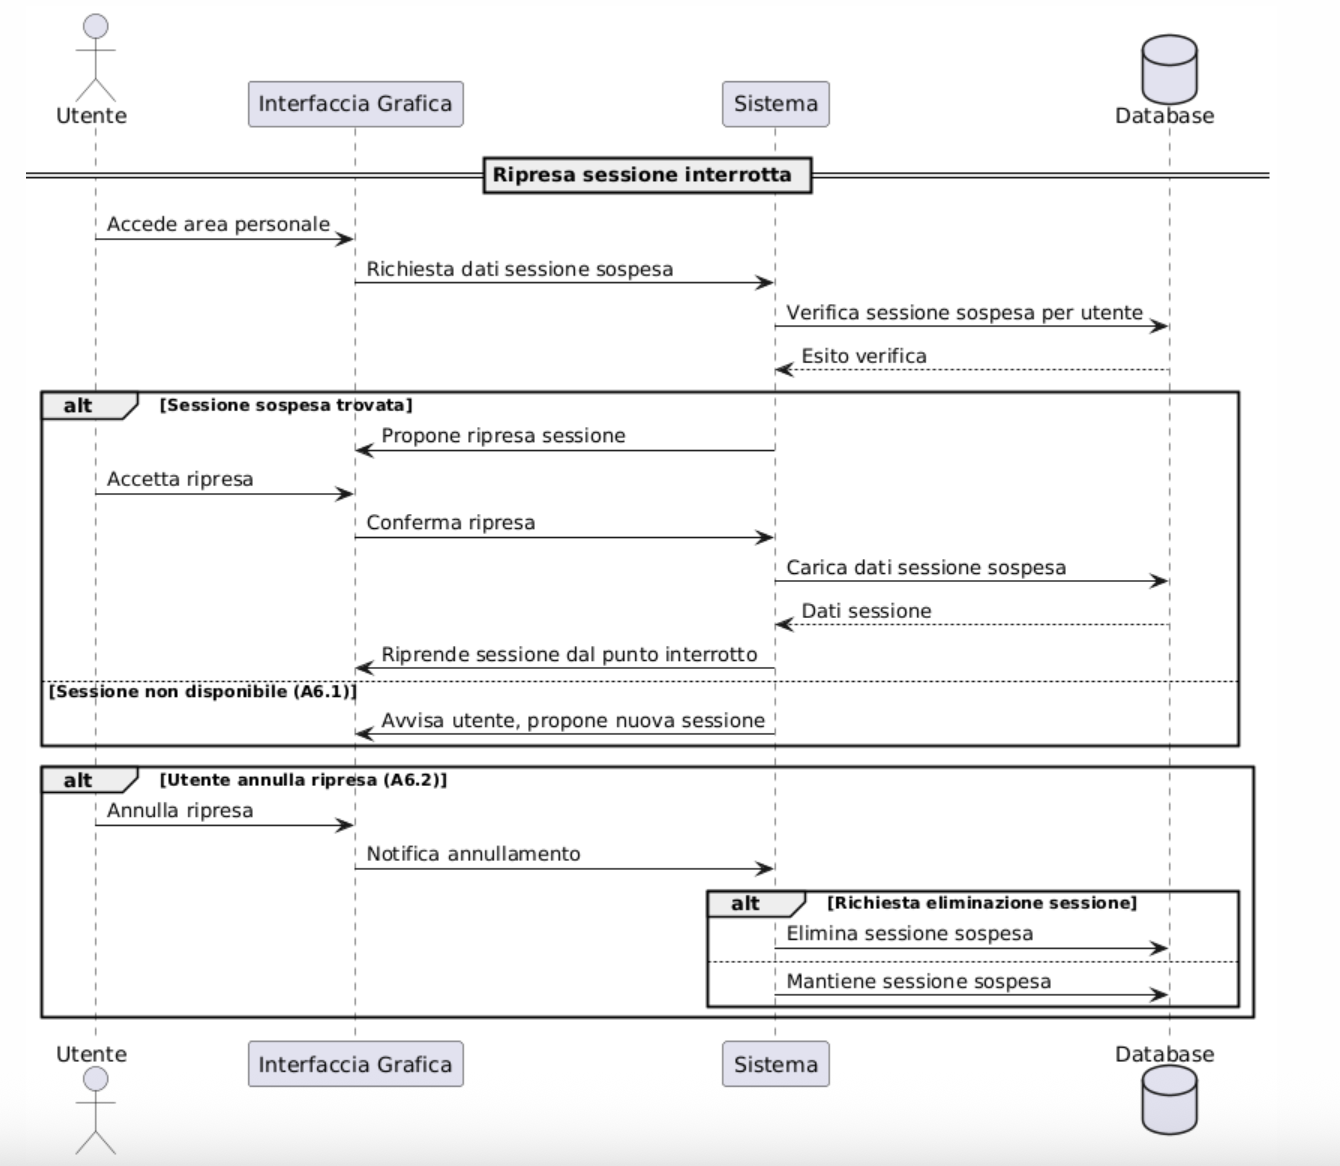 Utente
Interfaccia Grafica
Sistema
Database
Ripresa sessione interrotta
Accede area personale
Richiesta dati sessione sospesa
Verifica sessione sospesa per utente
Esito verifica
alt [Sessione sospesa trovata]
Propone ripresa sessione
Accetta ripresa
Conferma ripresa
Carica dati sessione sospesa
Dati sessione
Riprende sessione dal punto interrotto
[Sessione non disponibile (A6.1)]
Avvisa utente, propone nuova sessione
alt [Utente annulla ripresa (A6.2)]
Annulla ripresa
Notifica annullamento
alt [Richiesta eliminazione sessione]
Elimina sessione sospesa
Mantiene sessione sospesa
Utente
Interfaccia Grafica
Sistema
Database